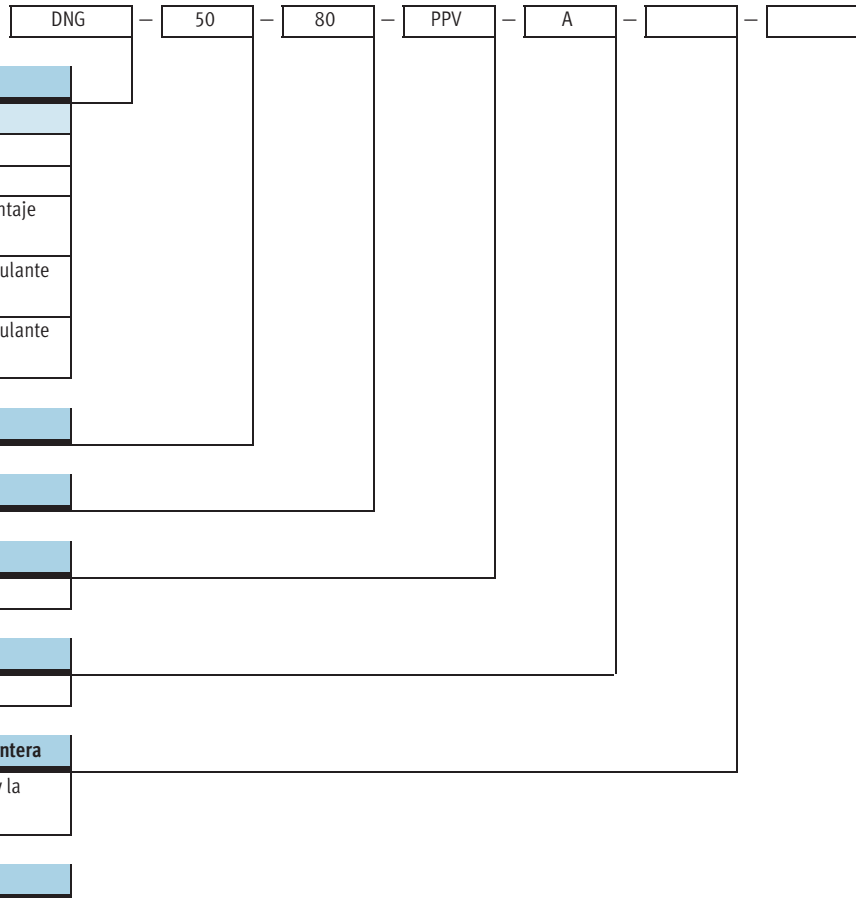 DNG – 50 – 80 – PPV – A – –
ntaje
ulante
ulante
ntera
y la